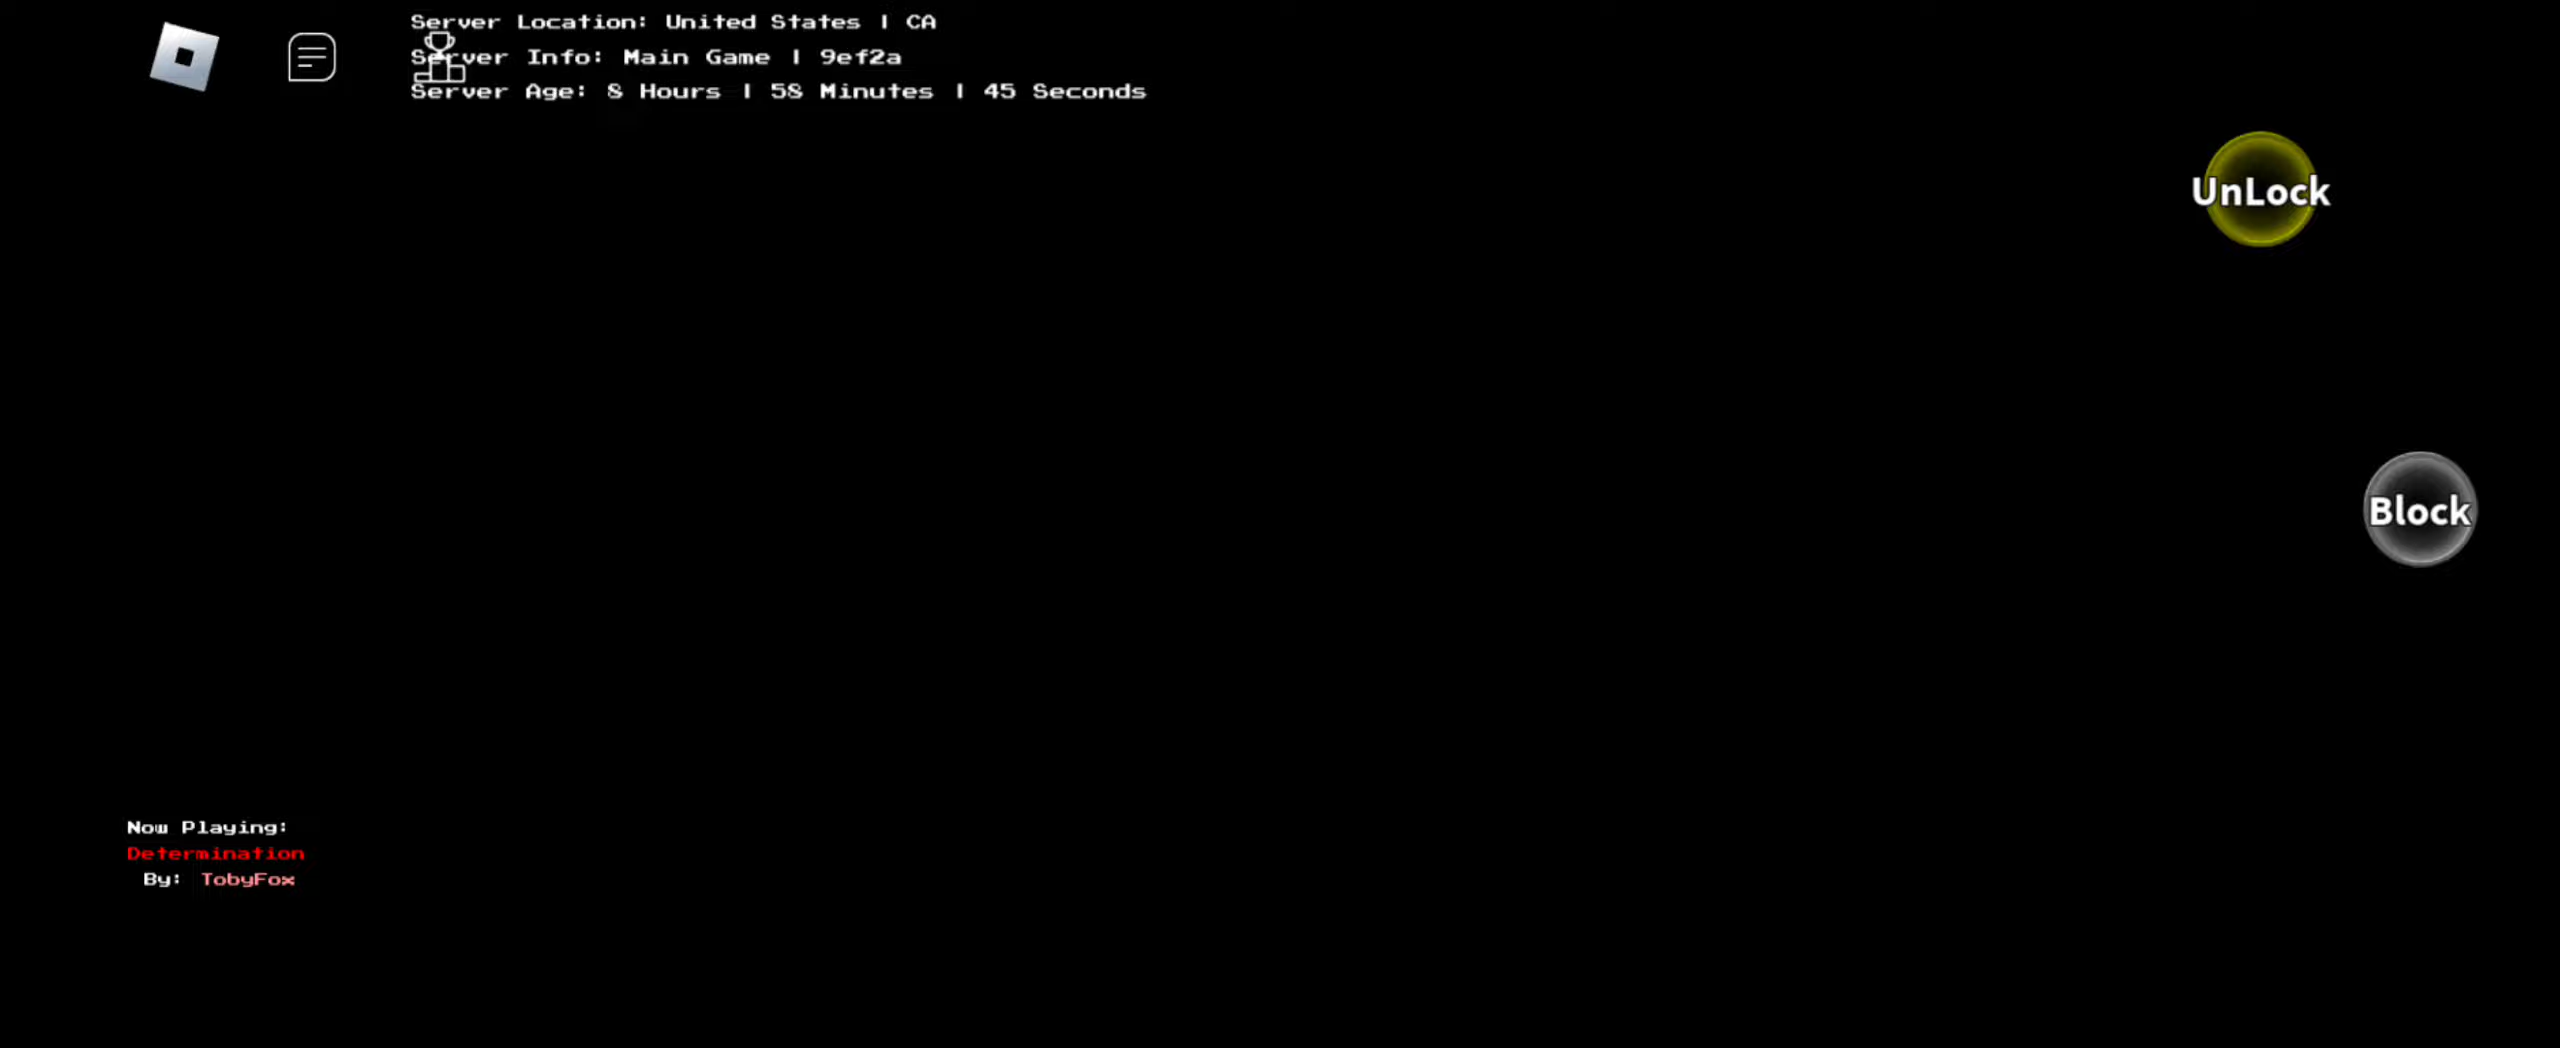 Server Location: United States | CA
Server Info: Main Game | 9ef2a
Server Age: 8 Hours | 58 Minutes | 45 Seconds
UnLock
Block
Now Playing:
Determination
By: TobyFox